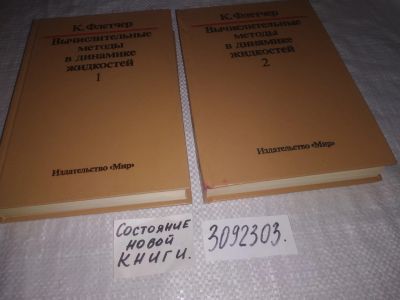 К. Флетчер
Вычислительные
методы
в динамике
жидкостей
1
Издательство «Мир»
К. Флетчер
Вычислительные
методы
в динамике
жидкостей
2
Издательство «Мир»
Состояние
новой
книги.
3092303.